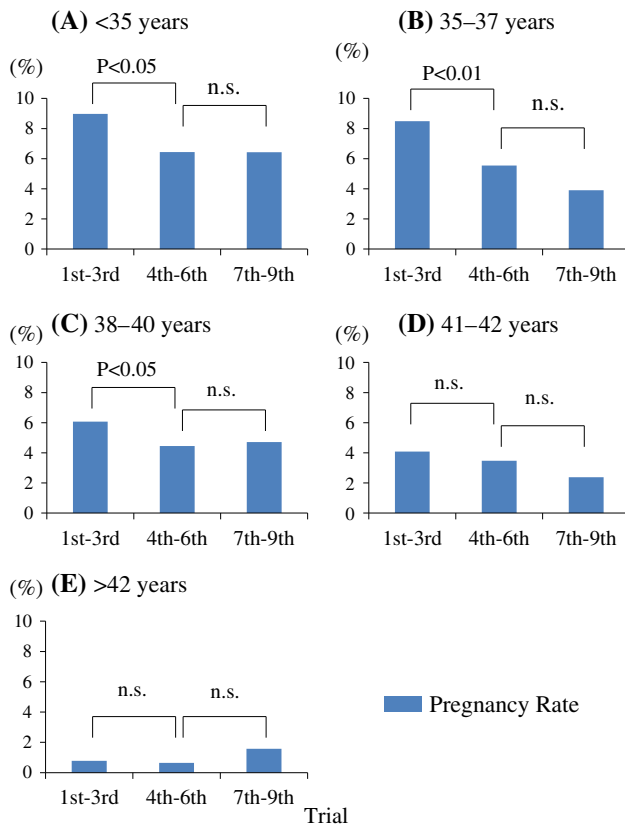 (A) <35 years
(%)
P<0.05
n.s.
10
8
6
4
2
0
1st-3rd 4th-6th 7th-9th
(B) 35–37 years
(%)
P<0.01
n.s.
10
8
6
4
2
0
1st-3rd 4th-6th 7th-9th
(C) 38–40 years
(%)
P<0.05
n.s.
10
8
6
4
2
0
1st-3rd 4th-6th 7th-9th
(D) 41–42 years
(%)
n.s.
n.s.
10
8
6
4
2
0
1st-3rd 4th-6th 7th-9th
(E) >42 years
(%)
n.s.
n.s.
10
8
6
4
2
0
1st-3rd 4th-6th 7th-9th
Pregnancy Rate
Trial